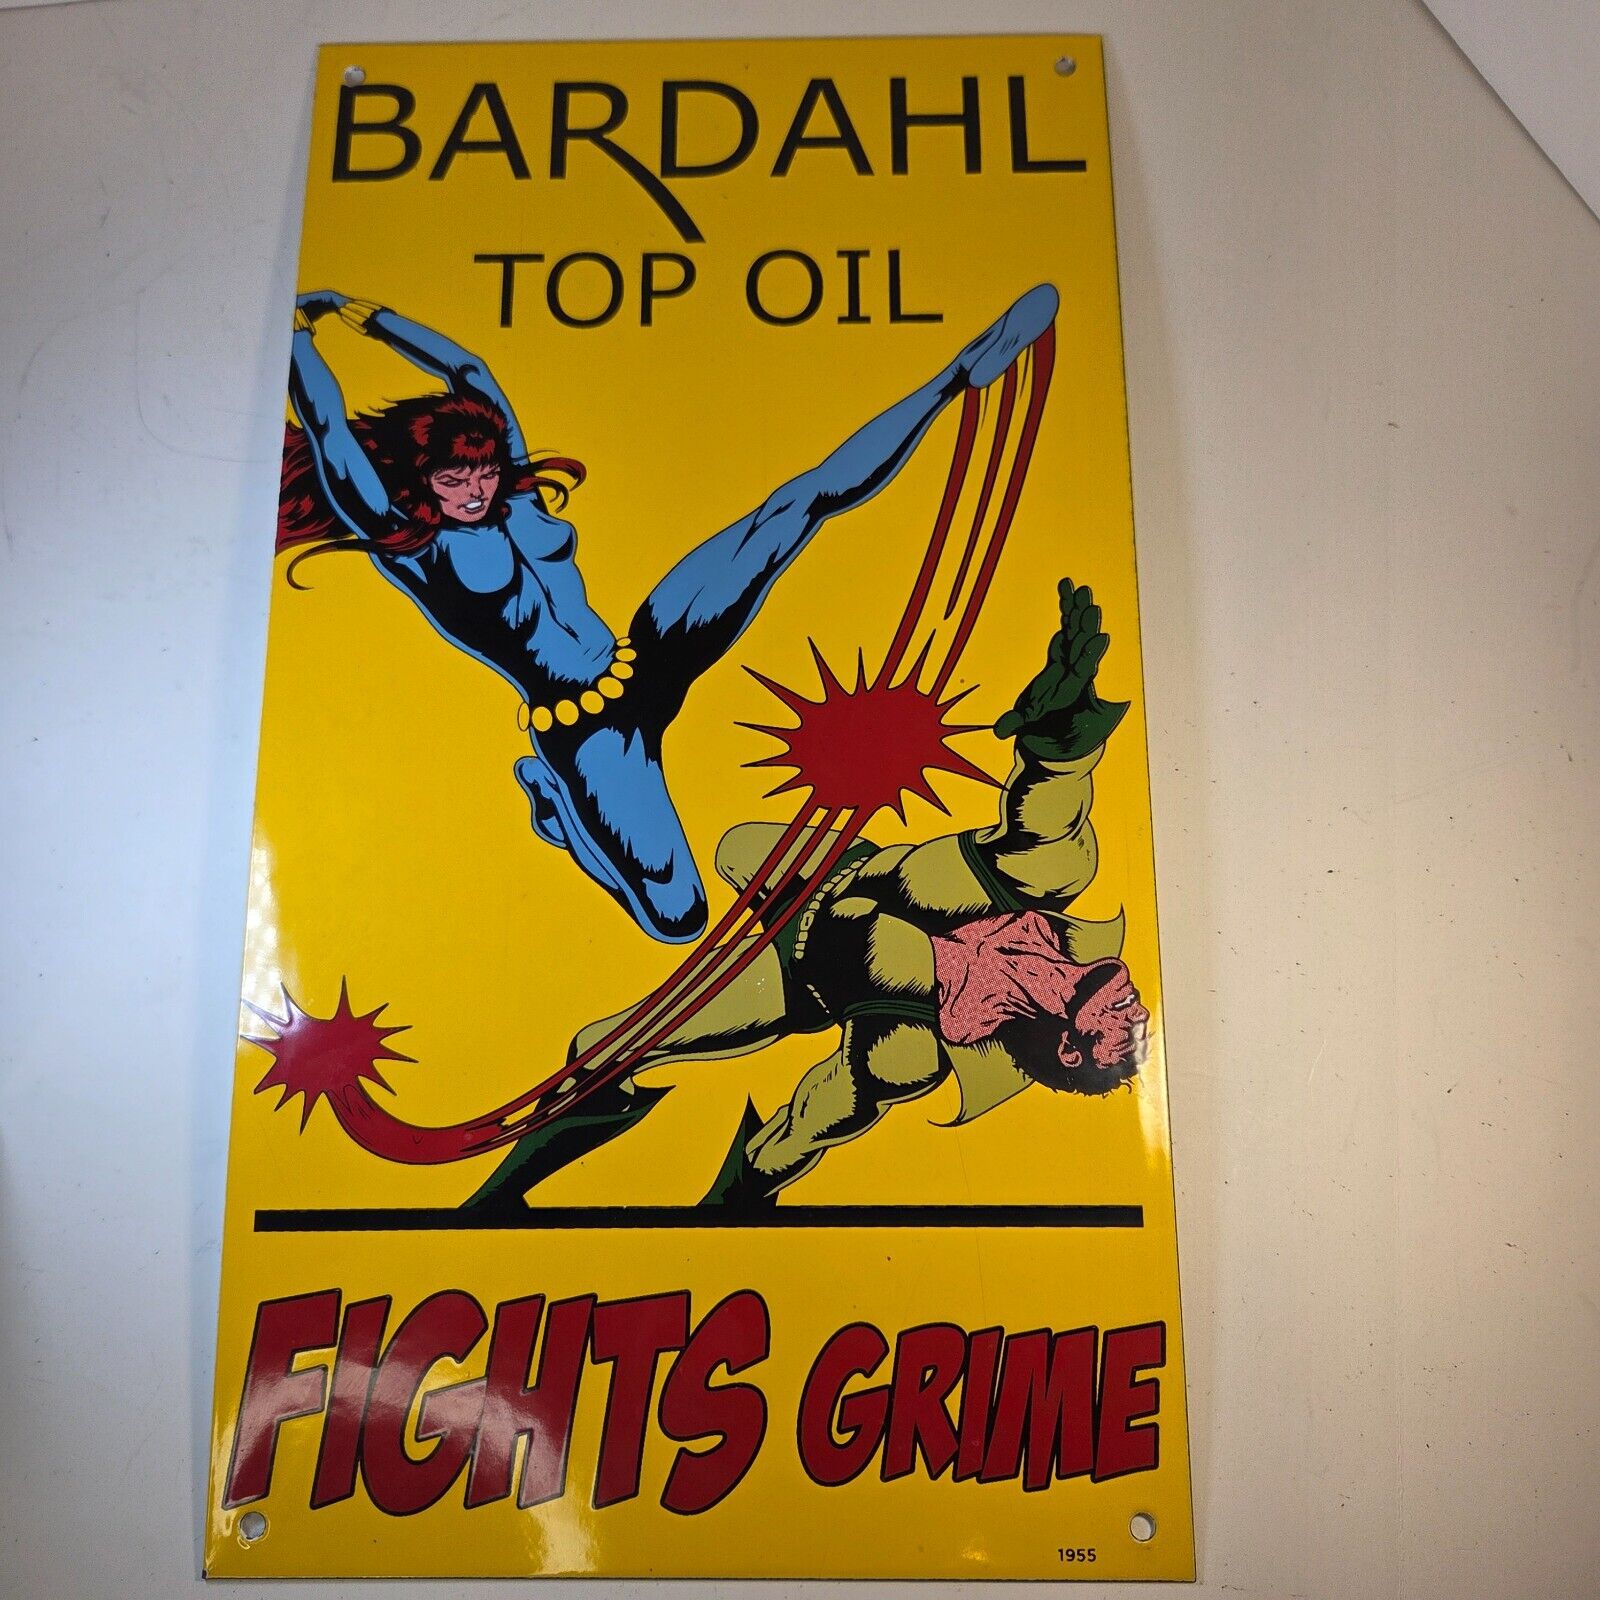 BARDAHL
TOP OIL
FIGHTS GRIME
1955